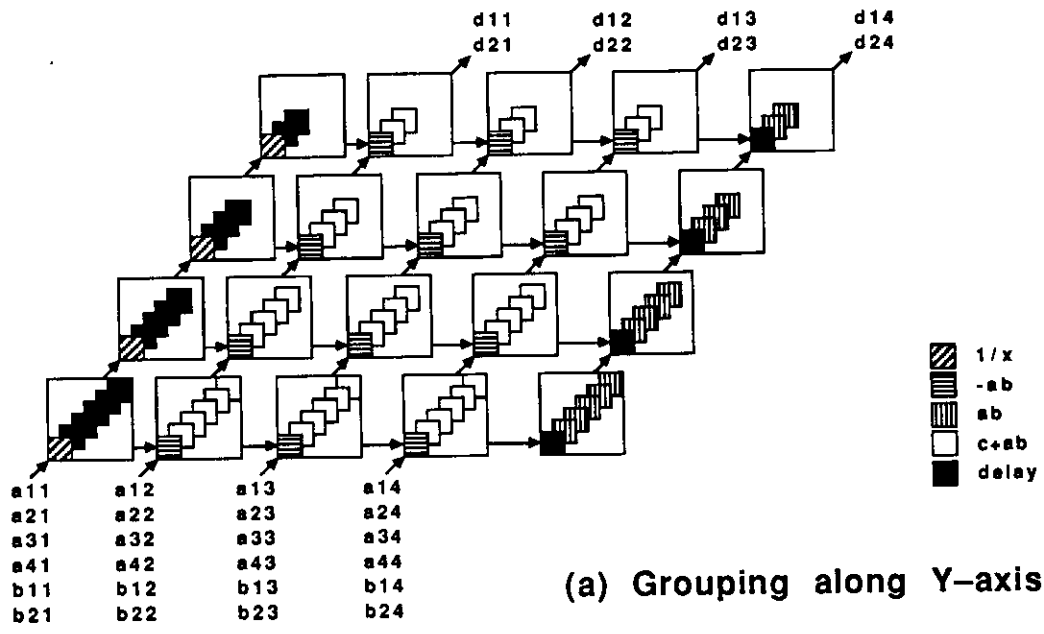 d11 d12 d13 d14
d21 d22 d23 d24
1/x
-ab
ab
c+ab
delay
a11 a12 a13 a14
a21 a22 a23 a24
a31 a32 a33 a34
a41 a42 a43 a44
b11 b12 b13 b14
b21 b22 b23 b24
(a) Grouping along Y–axis